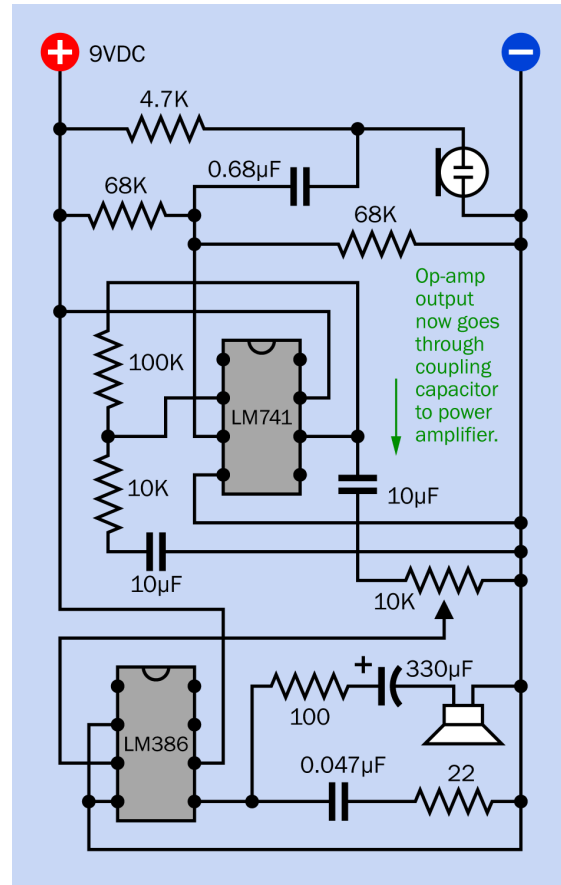 + 9VDC −
4.7K
0.68µF
68K
68K
Op-amp
output
now goes
through
coupling
capacitor
to power
amplifier.
100K
LM741
10K
10µF
10µF
10K
+ 330µF
100
LM386
0.047µF
22